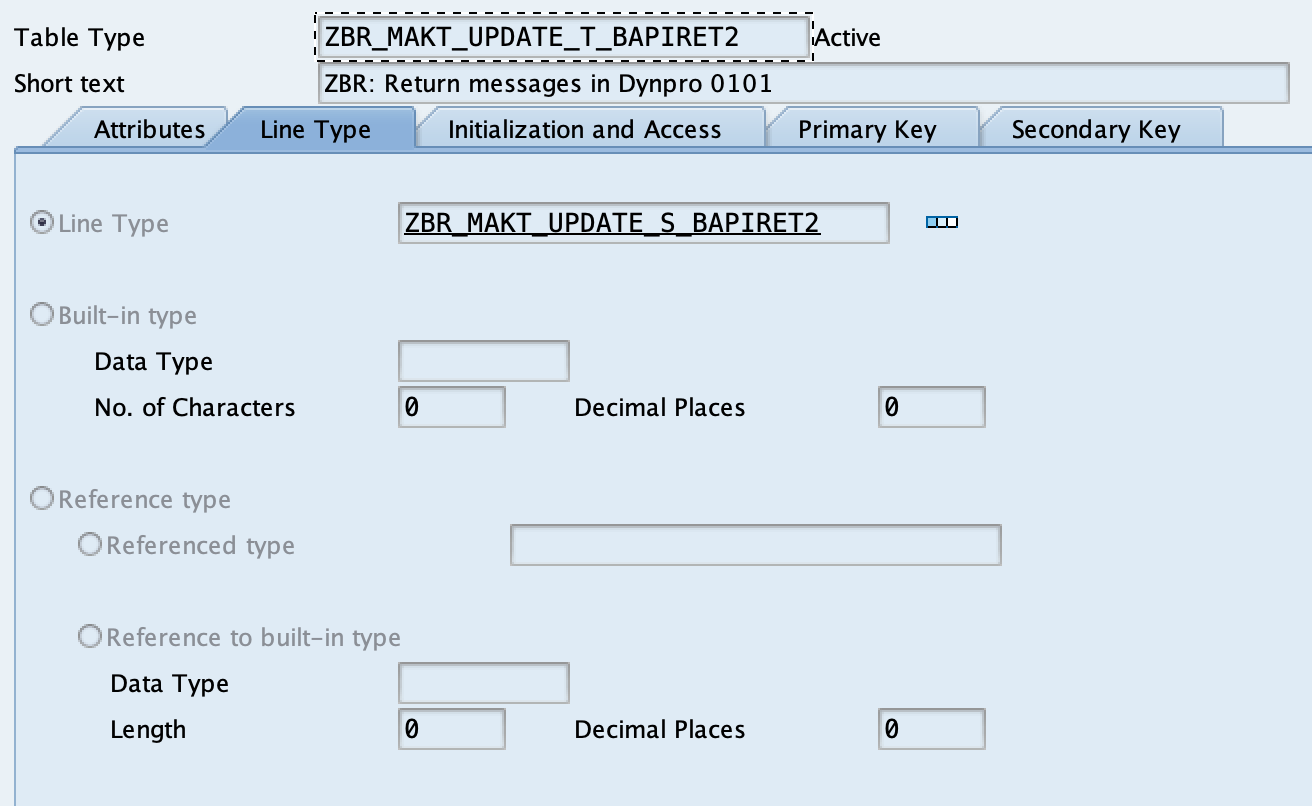 Table Type ZBR_MAKT_UPDATE_T_BAPIRET2 Active
Short text ZBR: Return messages in Dynpro 0101
Attributes Line Type Initialization and Access Primary Key Secondary Key
Line Type ZBR_MAKT_UPDATE_S_BAPIRET2
Built-in type
Data Type
No. of Characters 0 Decimal Places 0
Reference type
Referenced type
Reference to built-in type
Data Type
Length 0 Decimal Places 0